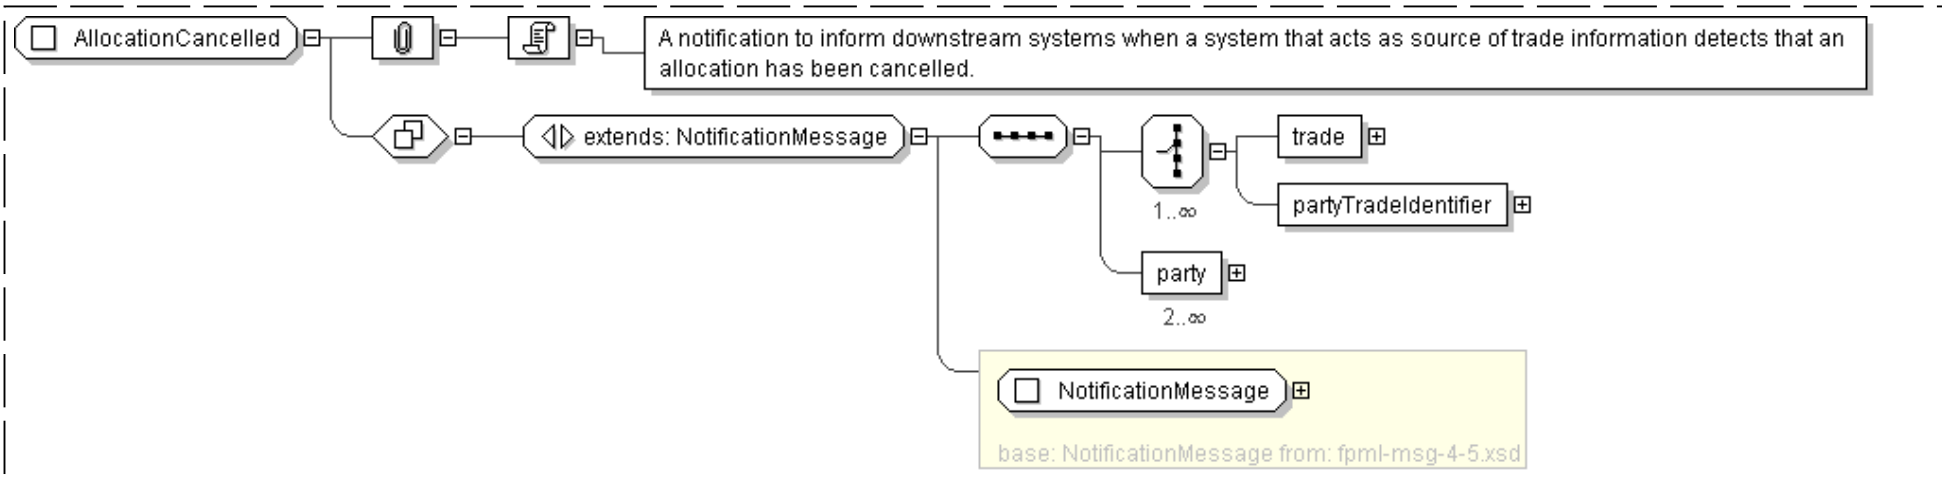 AllocationCancelled
A notification to inform downstream systems when a system that acts as source of trade information detects that an
allocation has been cancelled.
extends: NotificationMessage
trade
partyTradeIdentifier
1..∞
party
2..∞
NotificationMessage
base: NotificationMessage from: fpml-msg-4-5.xsd